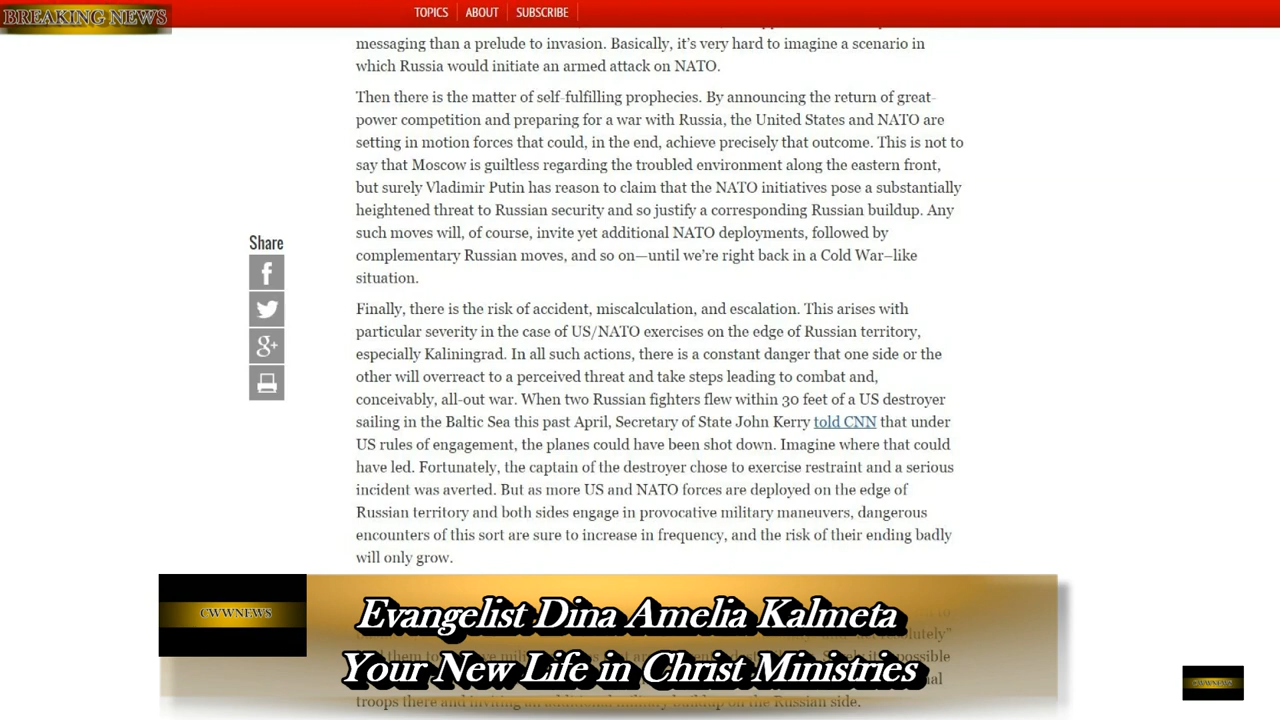 BREAKING NEWS
TOPICS ABOUT SUBSCRIBE
messaging than a prelude to invasion. Basically, it's very hard to imagine a scenario in
which Russia would initiate an armed attack on NATO.
Then there is the matter of self-fulfilling prophecies. By announcing the return of great-
power competition and preparing for a war with Russia, the United States and NATO are
setting in motion forces that could, in the end, achieve precisely that outcome. This is not to
say that Moscow is guiltless regarding the troubled environment along the eastern front,
but surely Vladimir Putin has reason to claim that the NATO initiatives pose a substantially
heightened threat to Russian security and so justify a corresponding Russian buildup. Any
such moves will, of course, invite yet additional NATO deployments, followed by
complementary Russian moves, and so on—until we're right back in a Cold War–like
situation.
Share
f
g+
Finally, there is the risk of accident, miscalculation, and escalation. This arises with
particular severity in the case of US/NATO exercises on the edge of Russian territory,
especially Kaliningrad. In all such actions, there is a constant danger that one side or the
other will overreact to a perceived threat and take steps leading to combat and,
conceivably, all-out war. When two Russian fighters flew within 30 feet of a US destroyer
sailing in the Baltic Sea this past April, Secretary of State John Kerry told CNN that under
US rules of engagement, the planes could have been shot down. Imagine where that could
have led. Fortunately, the captain of the destroyer chose to exercise restraint and a serious
incident was averted. But as more US and NATO forces are deployed on the edge of
Russian territory and both sides engage in provocative military maneuvers, dangerous
encounters of this sort are sure to increase in frequency, and the risk of their ending badly
will only grow.
CWWNEWS
Evangelist Dina Amelia Kalmeta
Your New Life in Christ Ministries
troops there and inviting an additional military buildup on the Russian side.
CWWNEWS